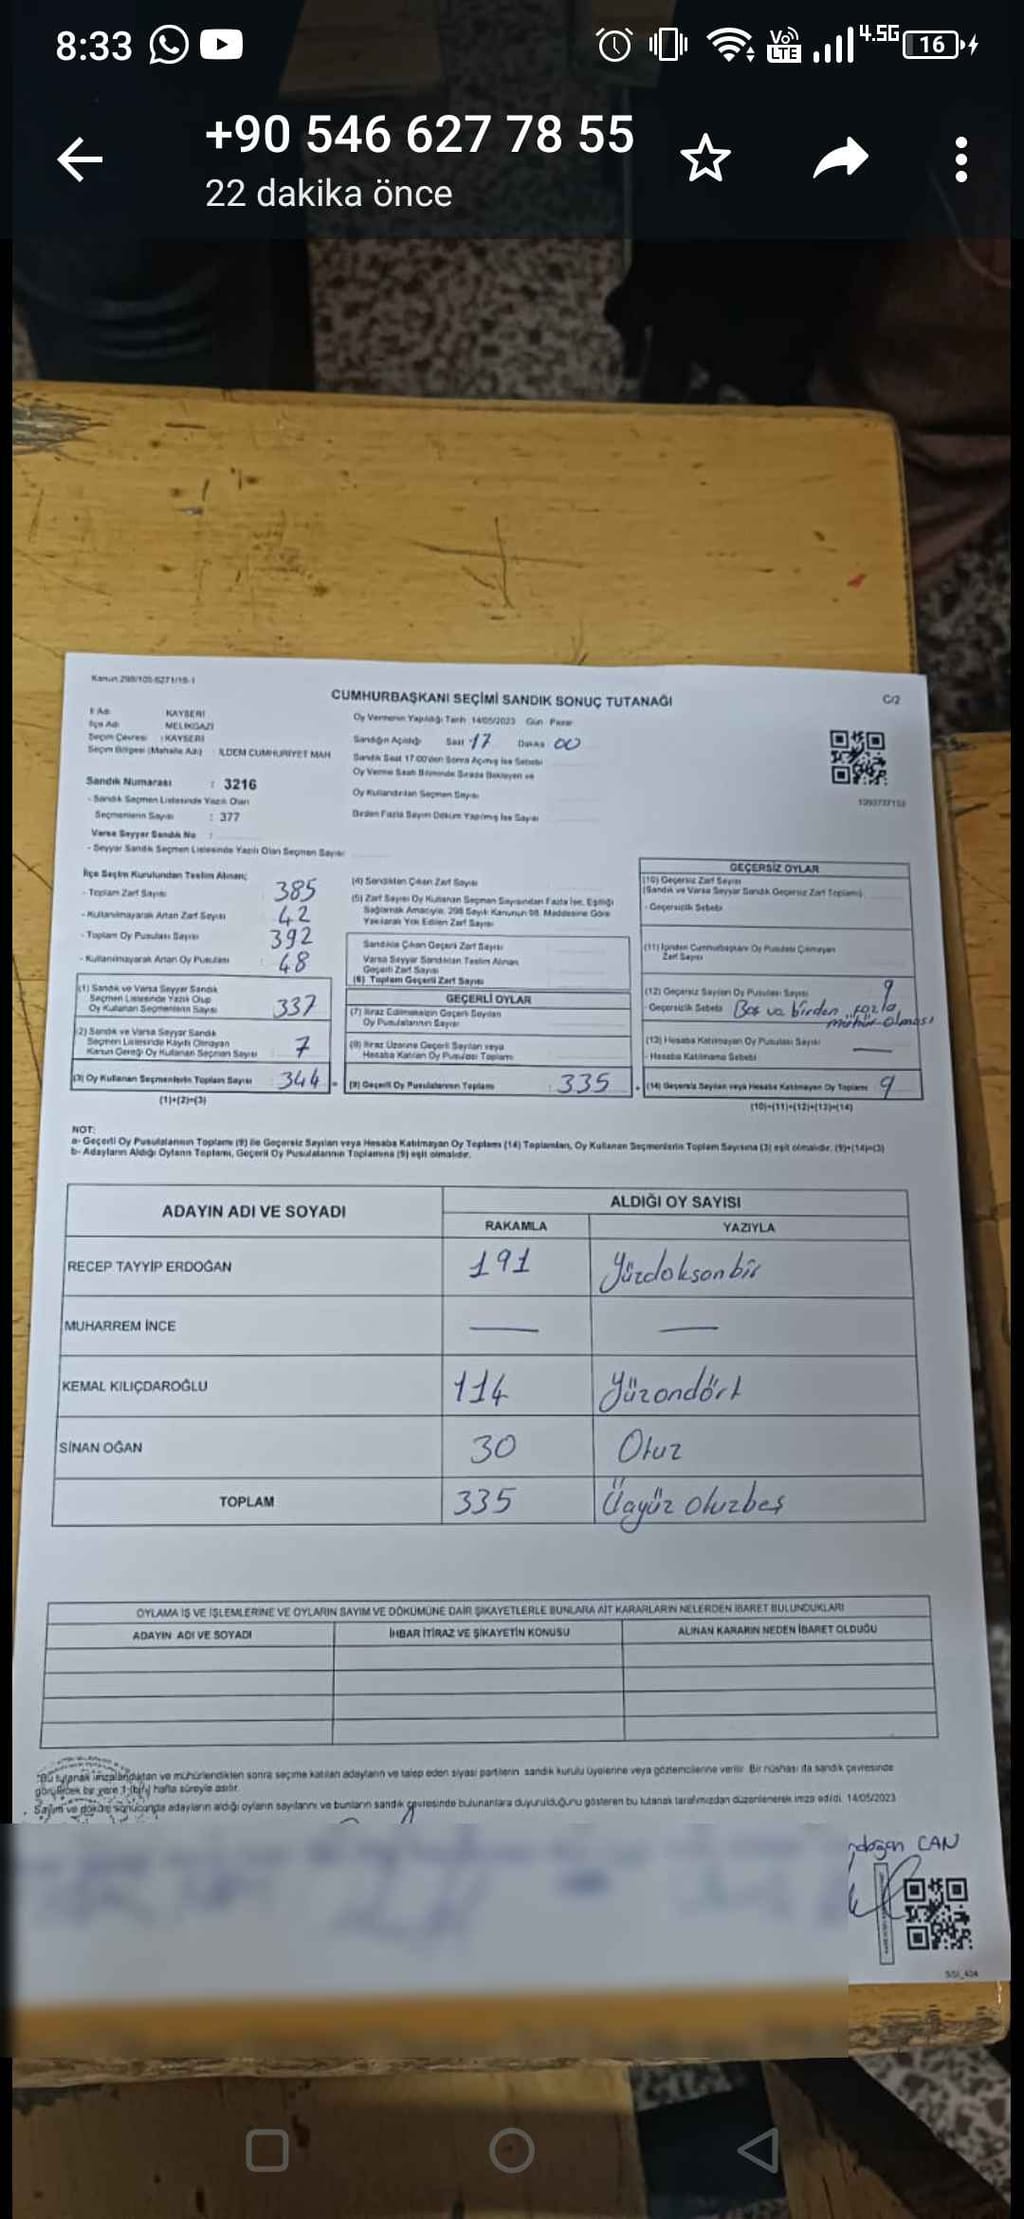 8:33
4.5G
VoLTE
16
+90 546 627 78 55
22 dakika önce
Kanun 298/105-6271/18-1
CUMHURBAŞKANI SEÇİMİ SANDIK SONUÇ TUTANAĞI
C/2
İl Adı KAYSERİ
İlçe Adı MELİKGAZİ
Seçim Çevresi : KAYSERİ
Seçim Bölgesi (Mahalle Adı) : İLDEM CUMHURİYET MAH
Oy Vermenin Yapıldığı Tarih 14/05/2023 Gün Pazar
Sandığın Açıldığı Saat 17 Dakika 00
Sandık Saat 17.00'den Sonra Açılmış İse Sebebi
Oy Verme Saati Bitiminde Sırada Bekleyen ve
Oy Kullandırılan Seçmen Sayısı
Birden Fazla Sayım Döküm Yapılmış İse Sayısı
Sandık Numarası : 3216
- Sandık Seçmen Listesinde Yazılı Olan
Seçmenlerin Sayısı : 377
Varsa Seyyar Sandık No :
- Seyyar Sandık Seçmen Listesinde Yazılı Olan Seçmen Sayısı
İlçe Seçim Kurulundan Teslim Alınan;
- Toplam Zarf Sayısı 385
- Kullanılmayarak Artan Zarf Sayısı 42
- Toplam Oy Pusulası Sayısı 392
- Kullanılmayarak Artan Oy Pusulası 48
(1) Sandık ve Varsa Seyyar Sandık
Seçmen Listesinde Yazılı Olup
Oy Kullanan Seçmenlerin Sayısı 337
(2) Sandık ve Varsa Seyyar Sandık
Seçmen Listesinde Kayıtlı Olmayan
Kanun Gereği Oy Kullanan Seçmen Sayısı 7
(3) Oy Kullanan Seçmenlerin Toplam Sayısı 344
(1)+(2)=(3)
(4) Sandıktan Çıkan Zarf Sayısı
(5) Zarf Sayısı Oy Kullanan Seçmen Sayısından Fazla İse, Eşitliği
Sağlamak Amacıyla, 298 Sayılı Kanunun 98. Maddesine Göre
Yakılarak Yok Edilen Zarf Sayısı
Sandıkta Çıkan Geçerli Zarf Sayısı
Varsa Seyyar Sandıktan Teslim Alınan
Geçerli Zarf Sayısı
(6) Toplam Geçerli Zarf Sayısı
GEÇERLİ OYLAR
(7) İtiraz Edilmeksizin Geçerli Sayılan
Oy Pusulalarının Sayısı
(8) İtiraz Üzerine Geçerli Sayılan veya
Hesaba Katılan Oy Pusulası Toplamı
(9) Geçerli Oy Pusulalarının Toplamı 335
GEÇERSİZ OYLAR
(10) Geçersiz Zarf Sayısı
(Sandık ve Varsa Seyyar Sandık Geçersiz Zarf Toplamı)
- Geçersizlik Sebebi
(11) İçinden Cumhurbaşkanı Oy Pusulası Çıkmayan
Zarf Sayısı
(12) Geçersiz Sayılan Oy Pusulası Sayısı 9
- Geçersizlik Sebebi Boş ve birden fazla
mühür olması
(13) Hesaba Katılmayan Oy Pusulası Sayısı —
- Hesaba Katılmama Sebebi
(14) Geçersiz Sayılan veya Hesaba Katılmayan Oy Toplamı 9
(10)+(11)+(12)+(13)=(14)
NOT:
a- Geçerli Oy Pusulalarının Toplamı (9) ile Geçersiz Sayılan veya Hesaba Katılmayan Oy Toplamı (14) Toplamları, Oy Kullanan Seçmenlerin Toplam Sayısına (3) eşit olmalıdır. (9)+(14)=(3)
b- Adayların Aldığı Oyların Toplamı, Geçerli Oy Pusulalarının Toplamına (9) eşit olmalıdır.
ADAYIN ADI VE SOYADI
ALDIĞI OY SAYISI
RAKAMLA YAZIYLA
RECEP TAYYİP ERDOĞAN 191 Yüzdoksanbir
MUHARREM İNCE — —
KEMAL KILIÇDAROĞLU 114 Yüzondört
SİNAN OĞAN 30 Otuz
TOPLAM 335 Üçyüz otuzbeş
OYLAMA İŞ VE İŞLEMLERİNE VE OYLARIN SAYIM VE DÖKÜMÜNE DAİR ŞİKAYETLERLE BUNLARA AİT KARARLARIN NELERDEN İBARET BULUNDUKLARI
ADAYIN ADI VE SOYADI İHBAR İTİRAZ VE ŞİKAYETİN KONUSU ALINAN KARARIN NEDEN İBARET OLDUĞU
"Bu tutanak imzalandıktan ve mühürlendikten sonra seçime katılan adayların ve talep eden siyasi partilerin sandık kurulu üyelerine veya gözlemcilerine verilir. Bir nüshası da sandık çevresinde
görülecek bir yere 1 (bir) hafta süreyle asılır.
Sayım ve döküm sonucunda adayların aldığı oyların sayılarını ve bunların sandık çevresinde bulunanlara duyurulduğunu gösteren bu tutanak tarafımızdan düzenlenerek imza edildi. 14/05/2023
rdoğan CAN